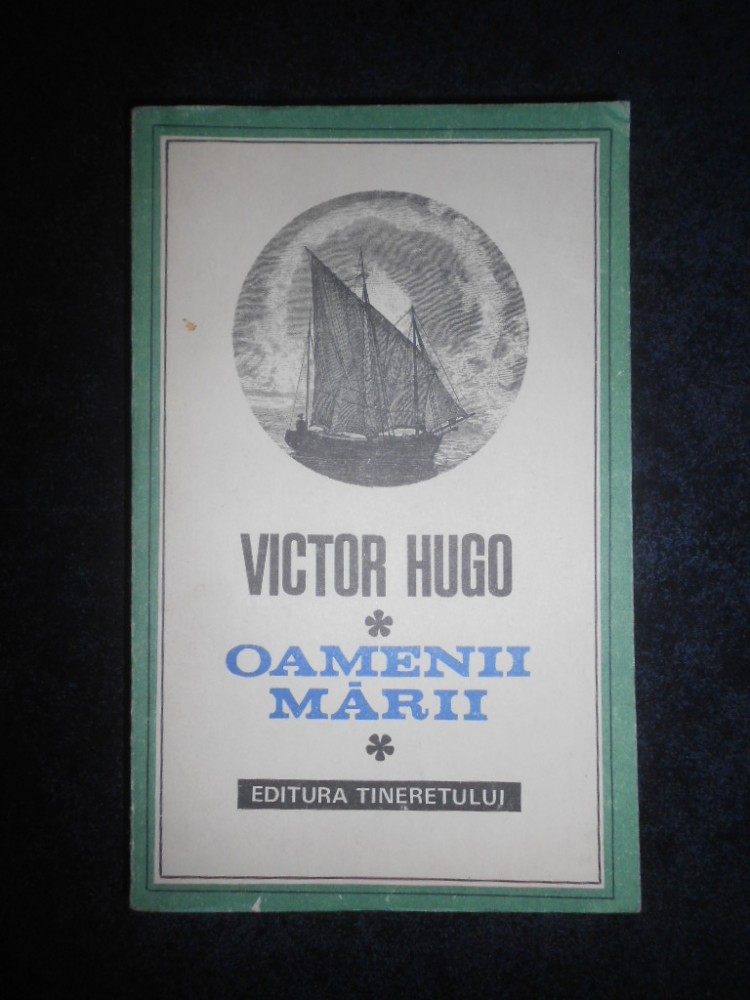 VICTOR HUGO
OAMENII
MĂRII
EDITURA TINERETULUI